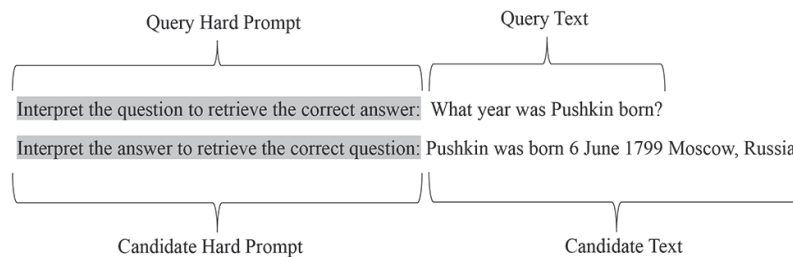 Query Hard Prompt
Query Text
Interpret the question to retrieve the correct answer: What year was Pushkin born?
Interpret the answer to retrieve the correct question: Pushkin was born 6 June 1799 Moscow, Russia
Candidate Hard Prompt
Candidate Text